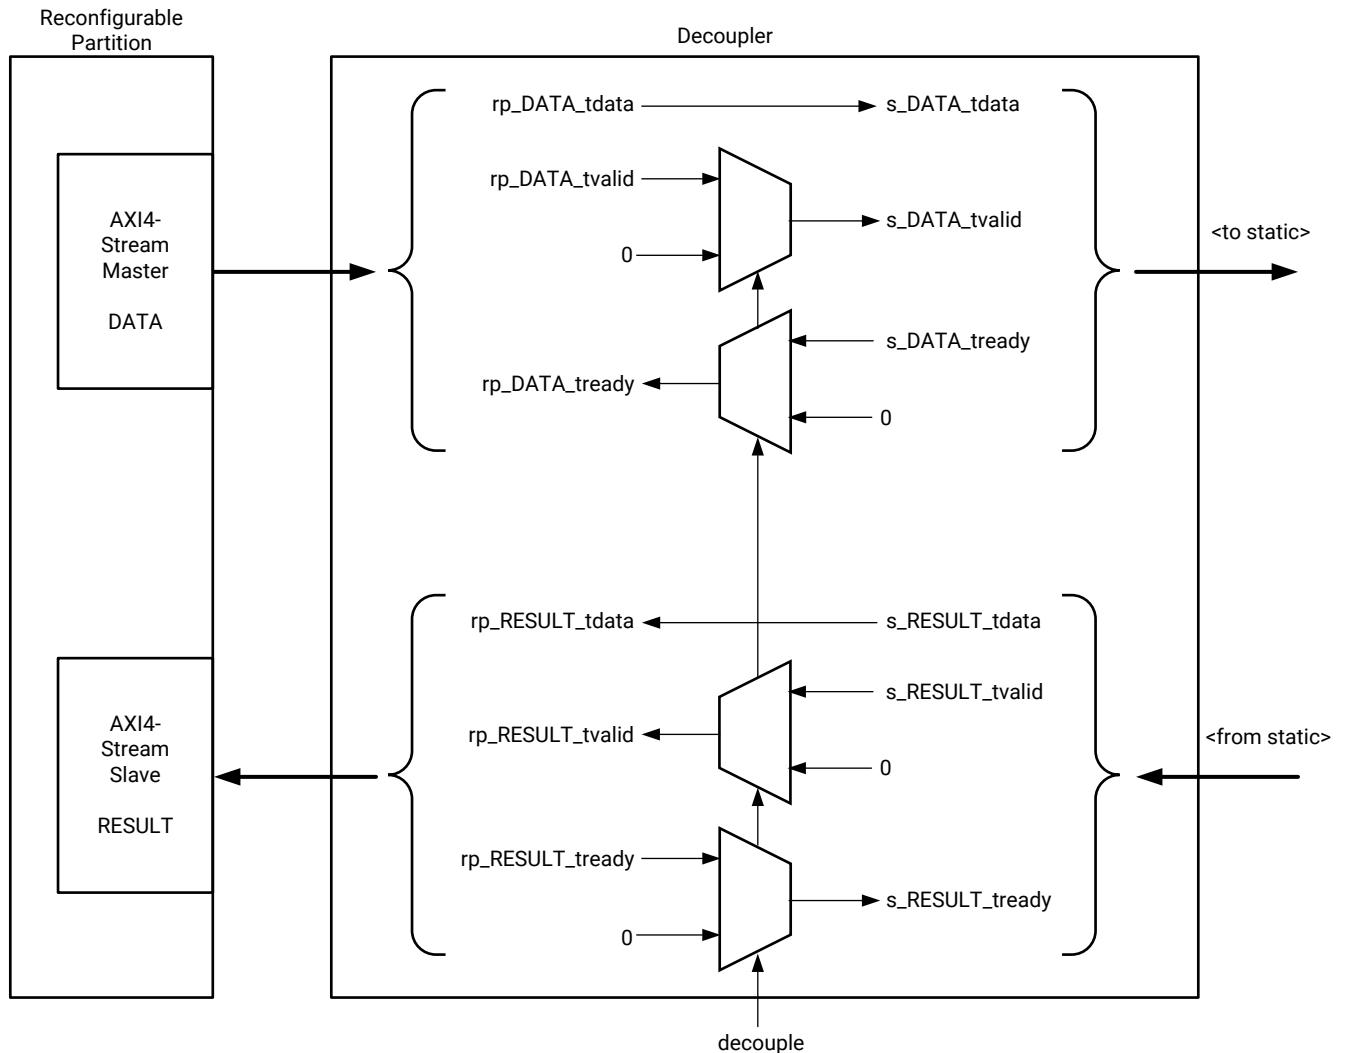 Reconfigurable
Partition
Decoupler
rp_DATA_tdata
s_DATA_tdata
rp_DATA_tvalid
0
s_DATA_tvalid
s_DATA_tready
rp_DATA_tready
0
AXI4-
Stream
Master
DATA
<to static>
rp_RESULT_tdata
s_RESULT_tdata
s_RESULT_tvalid
rp_RESULT_tvalid
0
rp_RESULT_tready
0
s_RESULT_tready
AXI4-
Stream
Slave
RESULT
<from static>
decouple